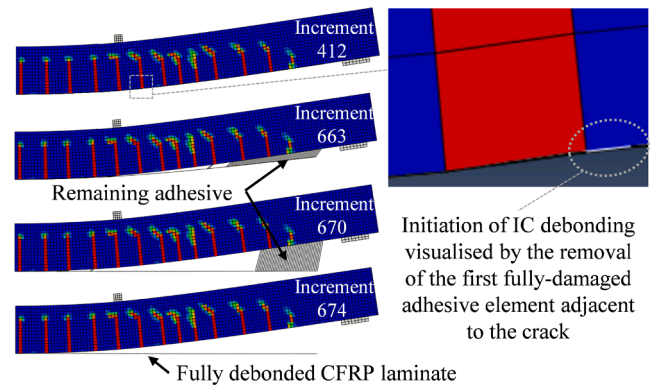 Increment
412
Increment
663
Remaining adhesive
Increment
670
Increment
674
Fully debonded CFRP laminate
Initiation of IC debonding
visualised by the removal
of the first fully-damaged
adhesive element adjacent
to the crack